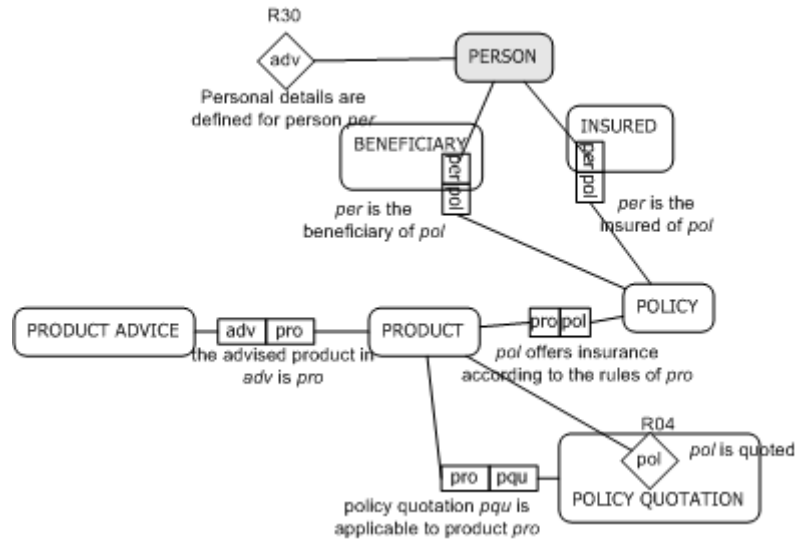 R30
adv
PERSON
Personal details are
defined for person per
BENEFICIARY
per pol
per is the
beneficiary of pol
INSURED
per pol
per is the
insured of pol
POLICY
PRODUCT ADVICE
adv pro
the advised product in
adv is pro
PRODUCT
pro pol
pol offers insurance
according to the rules of pro
R04
pol
pol is quoted
POLICY QUOTATION
pro pqu
policy quotation pqu is
applicable to product pro